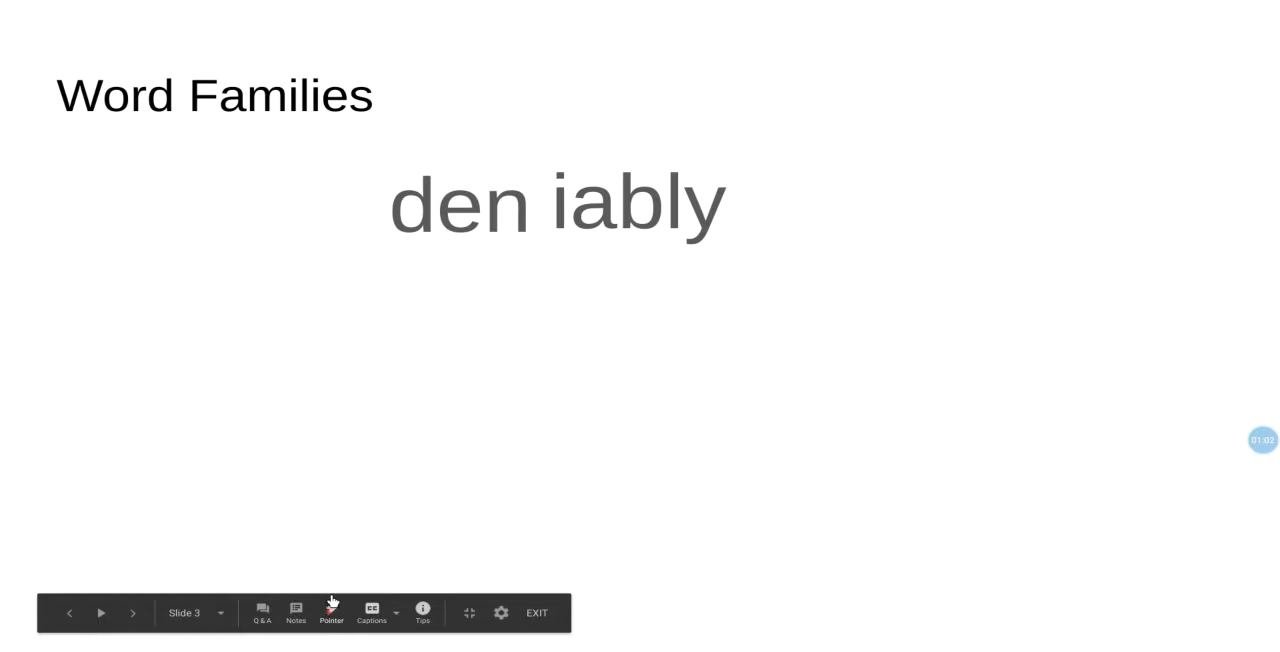 Word Families
den iably
01:02
Slide 3
Q & A Notes Pointer Captions Tips EXIT